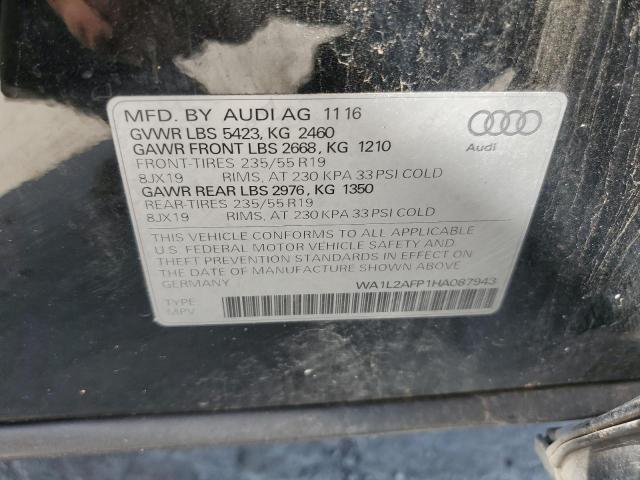 MFD. BY AUDI AG 11 16
GVWR LBS 5423, KG 2460
GAWR FRONT LBS 2668, KG 1210
FRONT-TIRES 235/55 R19
8JX19 RIMS, AT 230 KPA 33 PSI COLD
GAWR REAR LBS 2976, KG 1350
REAR-TIRES 235/55 R19
8JX19 RIMS, AT 230 KPA 33 PSI COLD
Audi
THIS VEHICLE CONFORMS TO ALL APPLICABLE
U.S. FEDERAL MOTOR VEHICLE SAFETY AND
THEFT PREVENTION STANDARDS IN EFFECT ON
THE DATE OF MANUFACTURE SHOWN ABOVE.
GERMANY
WA1L2AFP1HA087943
TYPE:
MPV